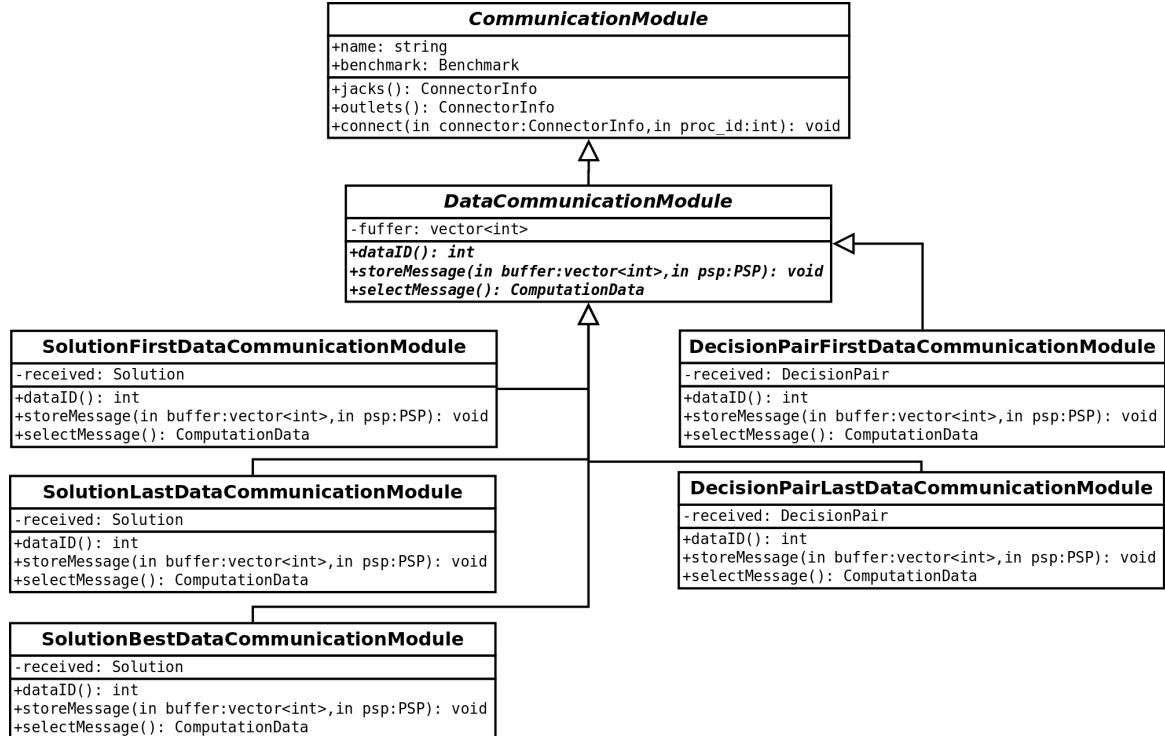 CommunicationModule
+name: string
+benchmark: Benchmark
+jacks(): ConnectorInfo
+outlets(): ConnectorInfo
+connect(in connector:ConnectorInfo,in proc_id:int): void
DataCommunicationModule
-fuffer: vector<int>
+dataID(): int
+storeMessage(in buffer:vector<int>,in psp:PSP): void
+selectMessage(): ComputationData
SolutionFirstDataCommunicationModule
-received: Solution
+dataID(): int
+storeMessage(in buffer:vector<int>,in psp:PSP): void
+selectMessage(): ComputationData
DecisionPairFirstDataCommunicationModule
-received: DecisionPair
+dataID(): int
+storeMessage(in buffer:vector<int>,in psp:PSP): void
+selectMessage(): ComputationData
SolutionLastDataCommunicationModule
-received: Solution
+dataID(): int
+storeMessage(in buffer:vector<int>,in psp:PSP): void
+selectMessage(): ComputationData
DecisionPairLastDataCommunicationModule
-received: DecisionPair
+dataID(): int
+storeMessage(in buffer:vector<int>,in psp:PSP): void
+selectMessage(): ComputationData
SolutionBestDataCommunicationModule
-received: Solution
+dataID(): int
+storeMessage(in buffer:vector<int>,in psp:PSP): void
+selectMessage(): ComputationData